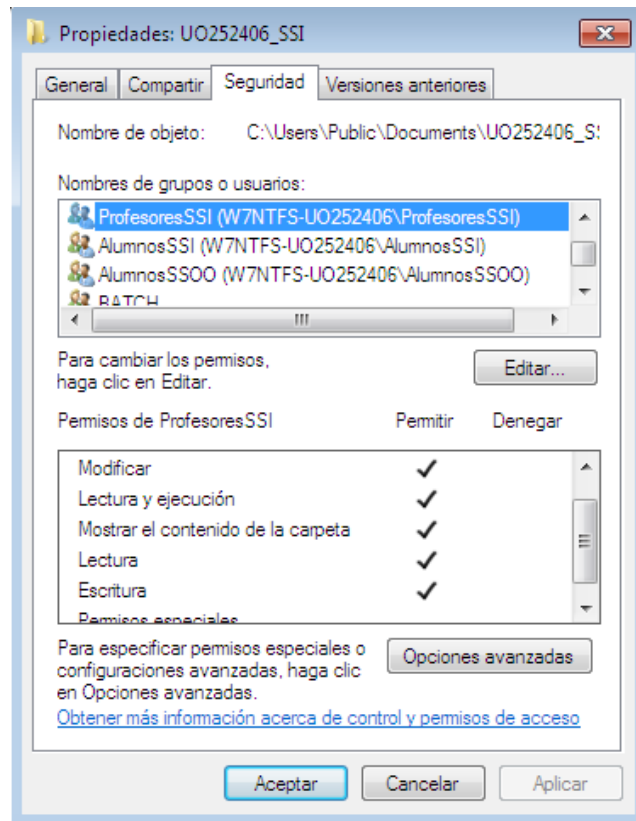 Propiedades: UO252406_SSI
General Compartir Seguridad Versiones anteriores
Nombre de objeto: C:\Users\Public\Documents\UO252406_S
Nombres de grupos o usuarios:
ProfesoresSSI (W7NTFS-UO252406\ProfesoresSSI)
AlumnosSSI (W7NTFS-UO252406\AlumnosSSI)
AlumnosSSOO (W7NTFS-UO252406\AlumnosSSOO)
BATCH
Para cambiar los permisos,
haga clic en Editar.
Editar...
Permisos de ProfesoresSSI Permitir Denegar
Modificar
Lectura y ejecución
Mostrar el contenido de la carpeta
Lectura
Escritura
Permisos especiales
Para especificar permisos especiales o
configuraciones avanzadas, haga clic
en Opciones avanzadas.
Opciones avanzadas
Obtener más información acerca de control y permisos de acceso
Aceptar Cancelar Aplicar